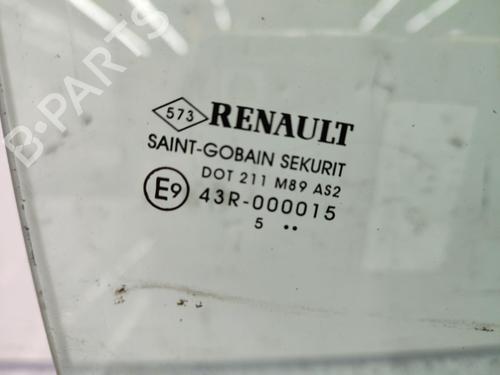 573 RENAULT
SAINT-GOBAIN SEKURIT
DOT 211 M89 AS2
E9 43R-000015
5 ..
B-PARTS